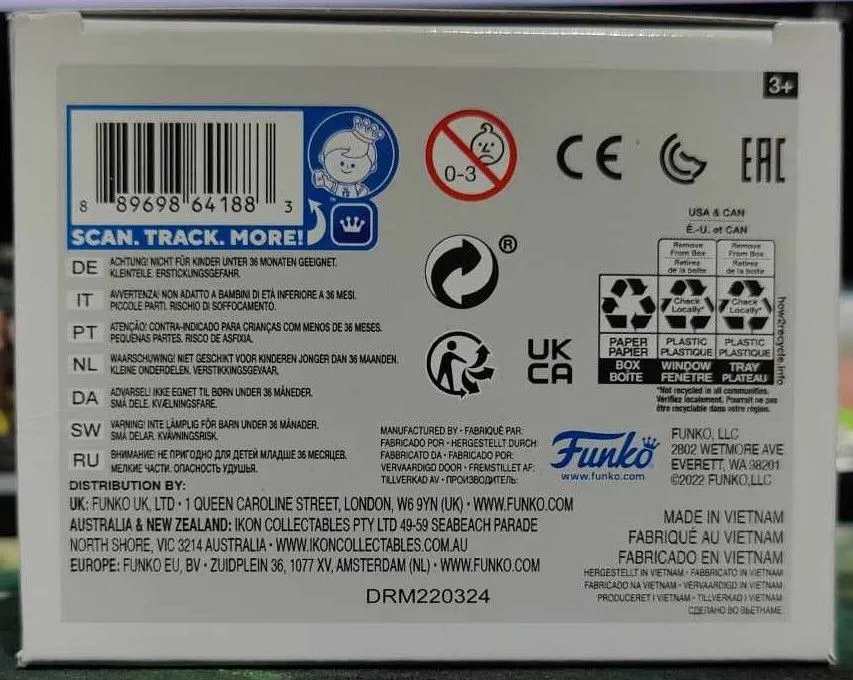 3+
8 89698 64188 3
SCAN. TRACK. MORE!
™
0-3
CE
EAC
®
UK
CA
USA & CAN
É.-U. et CAN
Remove From Box
Retirez de la boîte
Remove From Box
Retirez de la boîte
Check Locally*
Check Locally*
PAPER
PAPIER
PLASTIC
PLASTIQUE
PLASTIC
PLASTIQUE
BOX
BOÎTE
WINDOW
FENÊTRE
TRAY
PLATEAU
how2recycle.info
*Not recycled in all communities.
Vérifiez localement. Pourrait ne pas
être recyclable dans votre région.
DE ACHTUNG! NICHT FÜR KINDER UNTER 36 MONATEN GEEIGNET.
KLEINTEILE. ERSTICKUNGSGEFAHR.
IT AVVERTENZA! NON ADATTO A BAMBINI DI ETÀ INFERIORE A 36 MESI.
PICCOLE PARTI. RISCHIO DI SOFFOCAMENTO.
PT ATENÇÃO! CONTRA-INDICADO PARA CRIANÇAS COM MENOS DE 36 MESES.
PEQUENAS PARTES. RISCO DE ASFIXIA.
NL WAARSCHUWING! NIET GESCHIKT VOOR KINDEREN JONGER DAN 36 MAANDEN.
KLEINE ONDERDELEN. VERSTIKKINGSGEVAAR.
DA ADVARSEL! IKKE EGNET TIL BØRN UNDER 36 MÅNEDER.
SMÅ DELE. KVÆLNINGSFARE.
SW VARNING! INTE LÄMPLIG FÖR BARN UNDER 36 MÅNADER.
SMÅ DELAR. KVÄVNINGSRISK.
RU ВНИМАНИЕ! НЕ ПРИГОДНО ДЛЯ ДЕТЕЙ МЛАДШЕ 36 МЕСЯЦЕВ.
МЕЛКИЕ ЧАСТИ. ОПАСНОСТЬ УДУШЬЯ.
MANUFACTURED BY • FABRIQUÉ PAR:
FABRICADO POR • HERGESTELLT DURCH:
FABBRICATO DA • FABRICADO POR:
VERVAARDIGD DOOR • FREMSTILLET AF:
TILLVERKAD AV • ПРОИЗВОДИТЕЛЬ:
Funko
www.funko.com
FUNKO, LLC
2802 WETMORE AVE
EVERETT, WA 98201
©2022 FUNKO,LLC
DISTRIBUTION BY:
UK: FUNKO UK, LTD • 1 QUEEN CAROLINE STREET, LONDON, W6 9YN (UK) • WWW.FUNKO.COM
AUSTRALIA & NEW ZEALAND: IKON COLLECTABLES PTY LTD 49-59 SEABEACH PARADE
NORTH SHORE, VIC 3214 AUSTRALIA • WWW.IKONCOLLECTABLES.COM.AU
EUROPE: FUNKO EU, BV • ZUIDPLEIN 36, 1077 XV, AMSTERDAM (NL) • WWW.FUNKO.COM
DRM220324
MADE IN VIETNAM
FABRIQUÉ AU VIETNAM
FABRICADO EN VIETNAM
HERGESTELLT IN VIETNAM • FABBRICATO IN VIETNAM
FABRICADO NA VIETNAM • VERVAARDIGD IN VIETNAM
PRODUCERET I VIETNAM • TILLVERKAD I VIETNAM
СДЕЛАНО ВО ВЬЕТНАМЕ